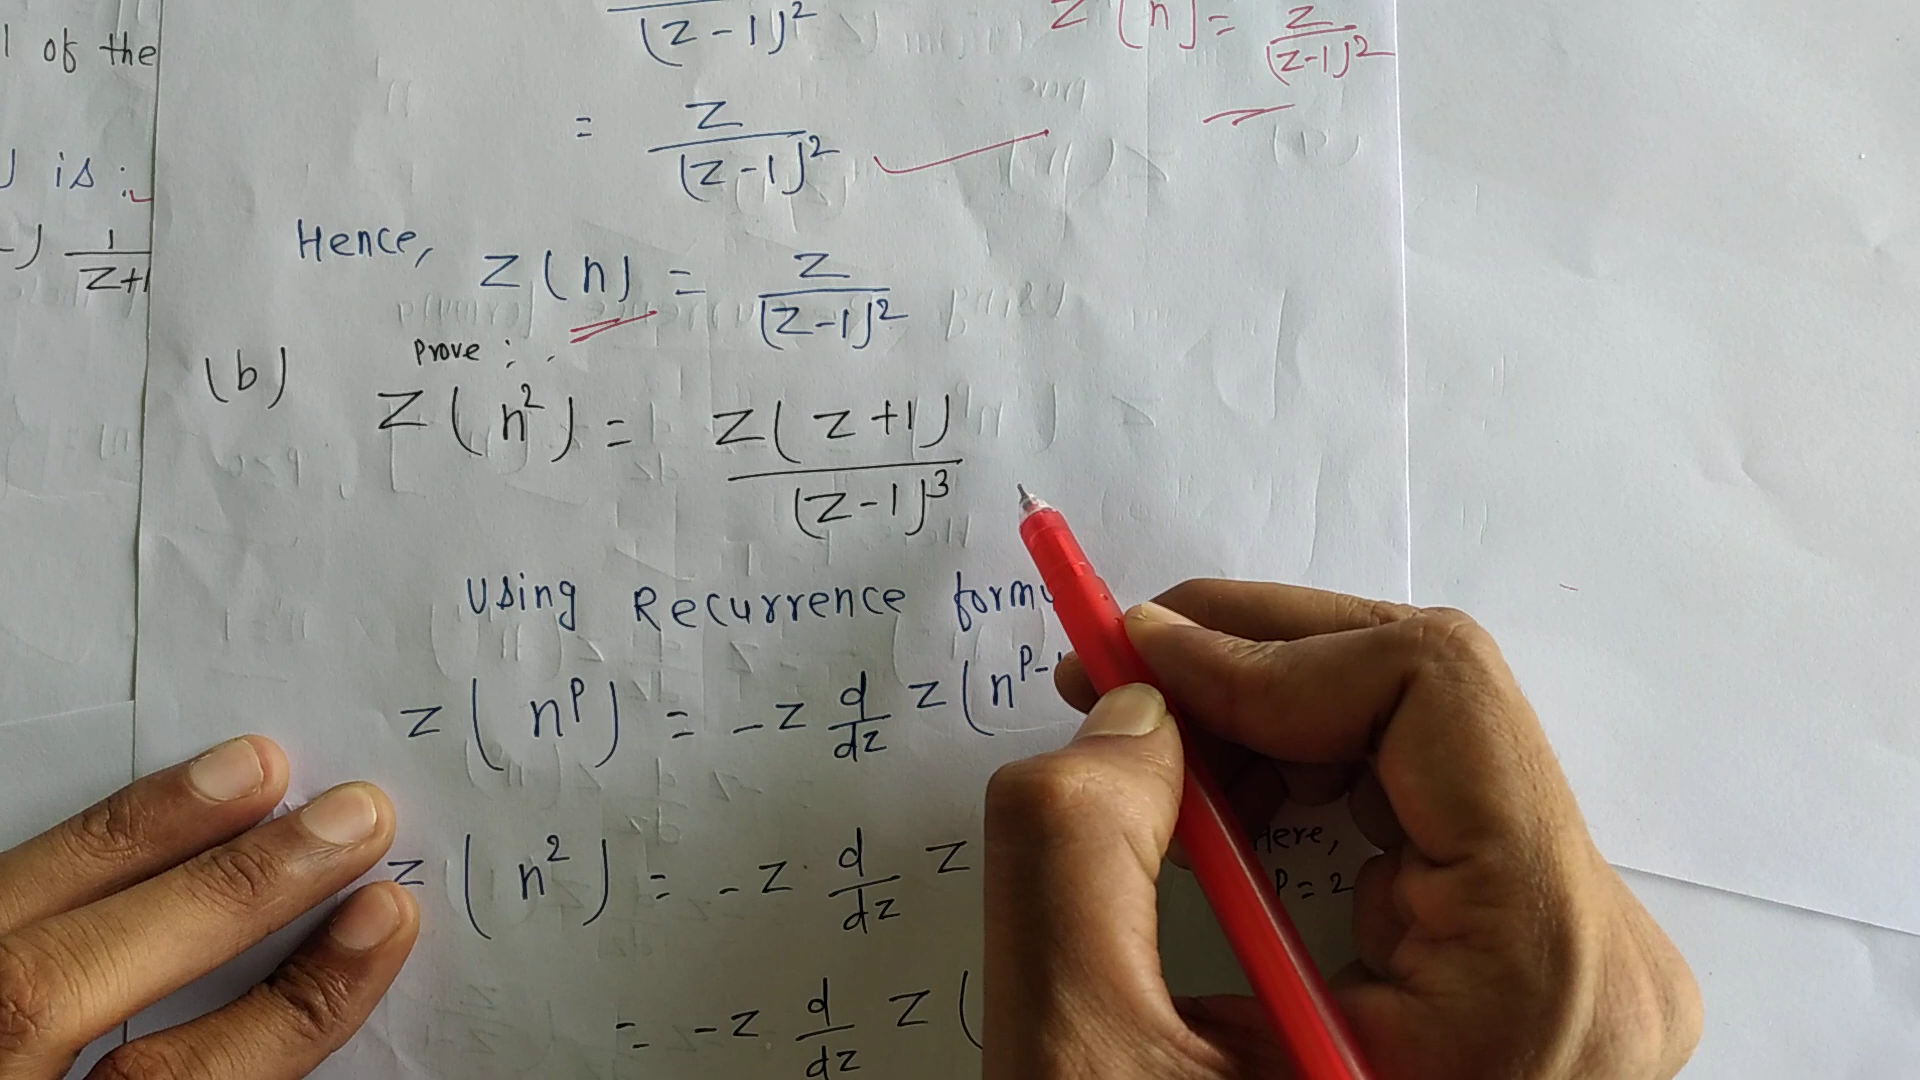 1 of the
is :
1/(z+1
(z-1)²
Z(n) = z/(z-1)²
= z/(z-1)²
Hence, Z(n) = z/(z-1)²
(b) Prove :
Z(n²) = z(z+1)/(z-1)³
Using Recurrence formu
Z(n^p) = -z d/dz Z(n^p-
Z(n²) = -z d/dz Z
Here,
P = 2
= -z d/dz Z(